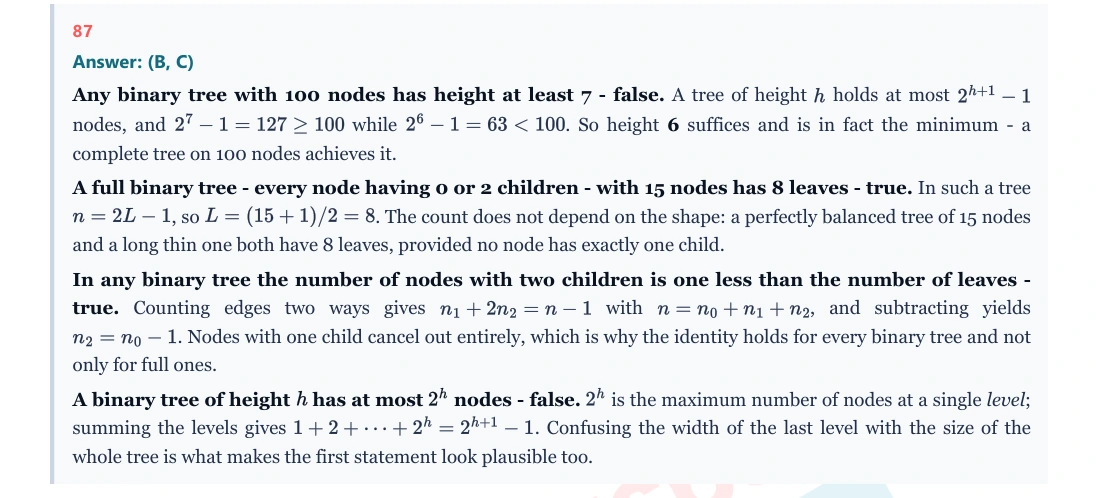 87
Answer: (B, C)
Any binary tree with 100 nodes has height at least 7 - false. A tree of height h holds at most 2^{h+1} − 1
nodes, and 2^7 − 1 = 127 ≥ 100 while 2^6 − 1 = 63 < 100. So height 6 suffices and is in fact the minimum - a
complete tree on 100 nodes achieves it.
A full binary tree - every node having 0 or 2 children - with 15 nodes has 8 leaves - true. In such a tree
n = 2L − 1, so L = (15 + 1)/2 = 8. The count does not depend on the shape: a perfectly balanced tree of 15 nodes
and a long thin one both have 8 leaves, provided no node has exactly one child.
In any binary tree the number of nodes with two children is one less than the number of leaves -
true. Counting edges two ways gives n₁ + 2n₂ = n − 1 with n = n₀ + n₁ + n₂, and subtracting yields
n₂ = n₀ − 1. Nodes with one child cancel out entirely, which is why the identity holds for every binary tree and not
only for full ones.
A binary tree of height h has at most 2^h nodes - false. 2^h is the maximum number of nodes at a single level;
summing the levels gives 1 + 2 + ⋯ + 2^h = 2^{h+1} − 1. Confusing the width of the last level with the size of the
whole tree is what makes the first statement look plausible too.